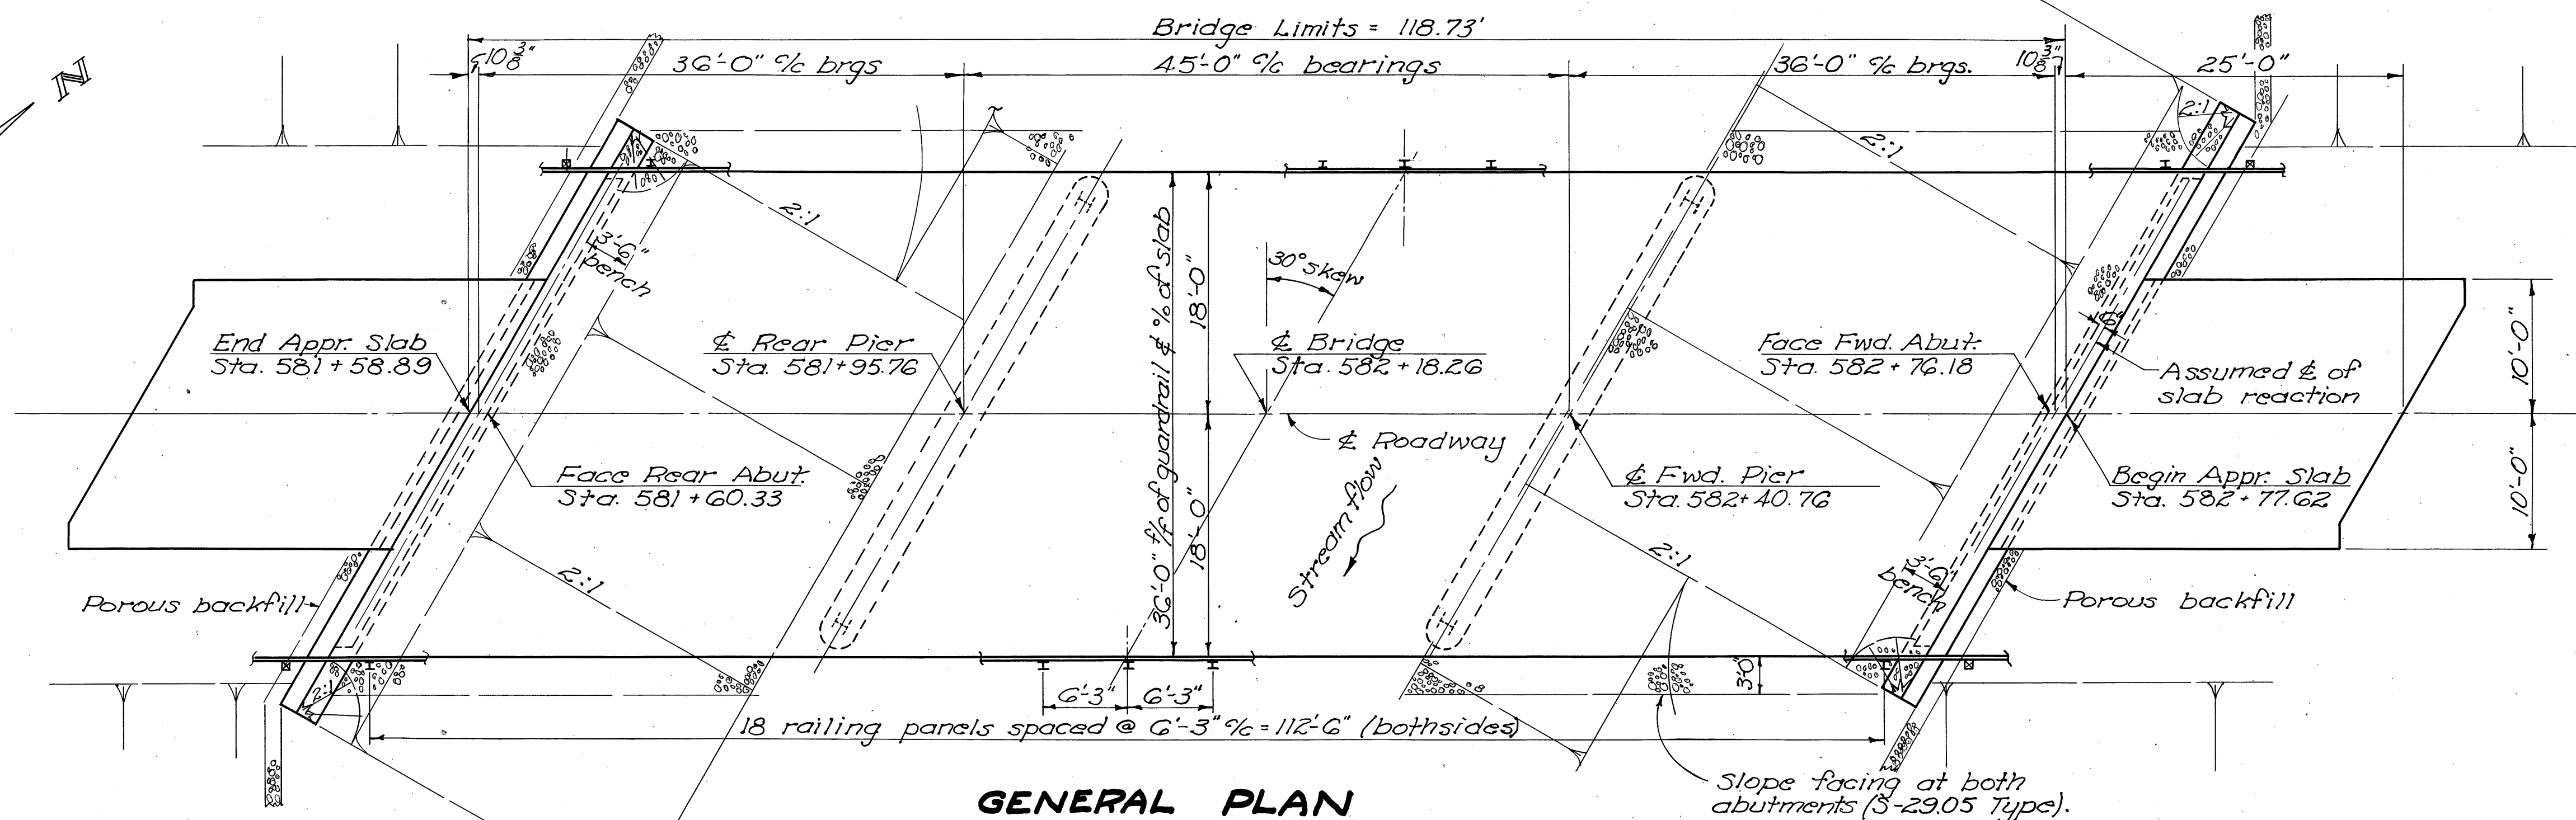 Bridge Limits = 118.73'
10 3/8"
36'-0" c/c brgs
45'-0" c/c bearings
36'-0" c/c brgs.
10 3/8"
25'-0"
N
2:1
2:1
2:1
3'-6"
bench
36'-0" f/f of guardrail & o/o of slab
18'-0"
30° skew
6"
10'-0"
End Appr. Slab
Sta. 581+58.89
℄ Rear Pier
Sta. 581+95.76
℄ Bridge
Sta. 582+18.26
Face Fwd. Abut.
Sta. 582+76.18
Assumed ℄ of
slab reaction
℄ Roadway
Face Rear Abut.
Sta. 581+60.33
Stream flow
18'-0"
℄ Fwd. Pier
Sta. 582+40.76
Begin Appr. Slab
Sta. 582+77.62
10'-0"
2:1
2:1
3'-6"
bench
Porous backfill
Porous backfill
2:1
3'-0"
6'-3"
6'-3"
18 railing panels spaced @ 6'-3" c/c = 112'-6" (bothsides)
GENERAL PLAN
Slope facing at both
abutments (S-29.05 Type).